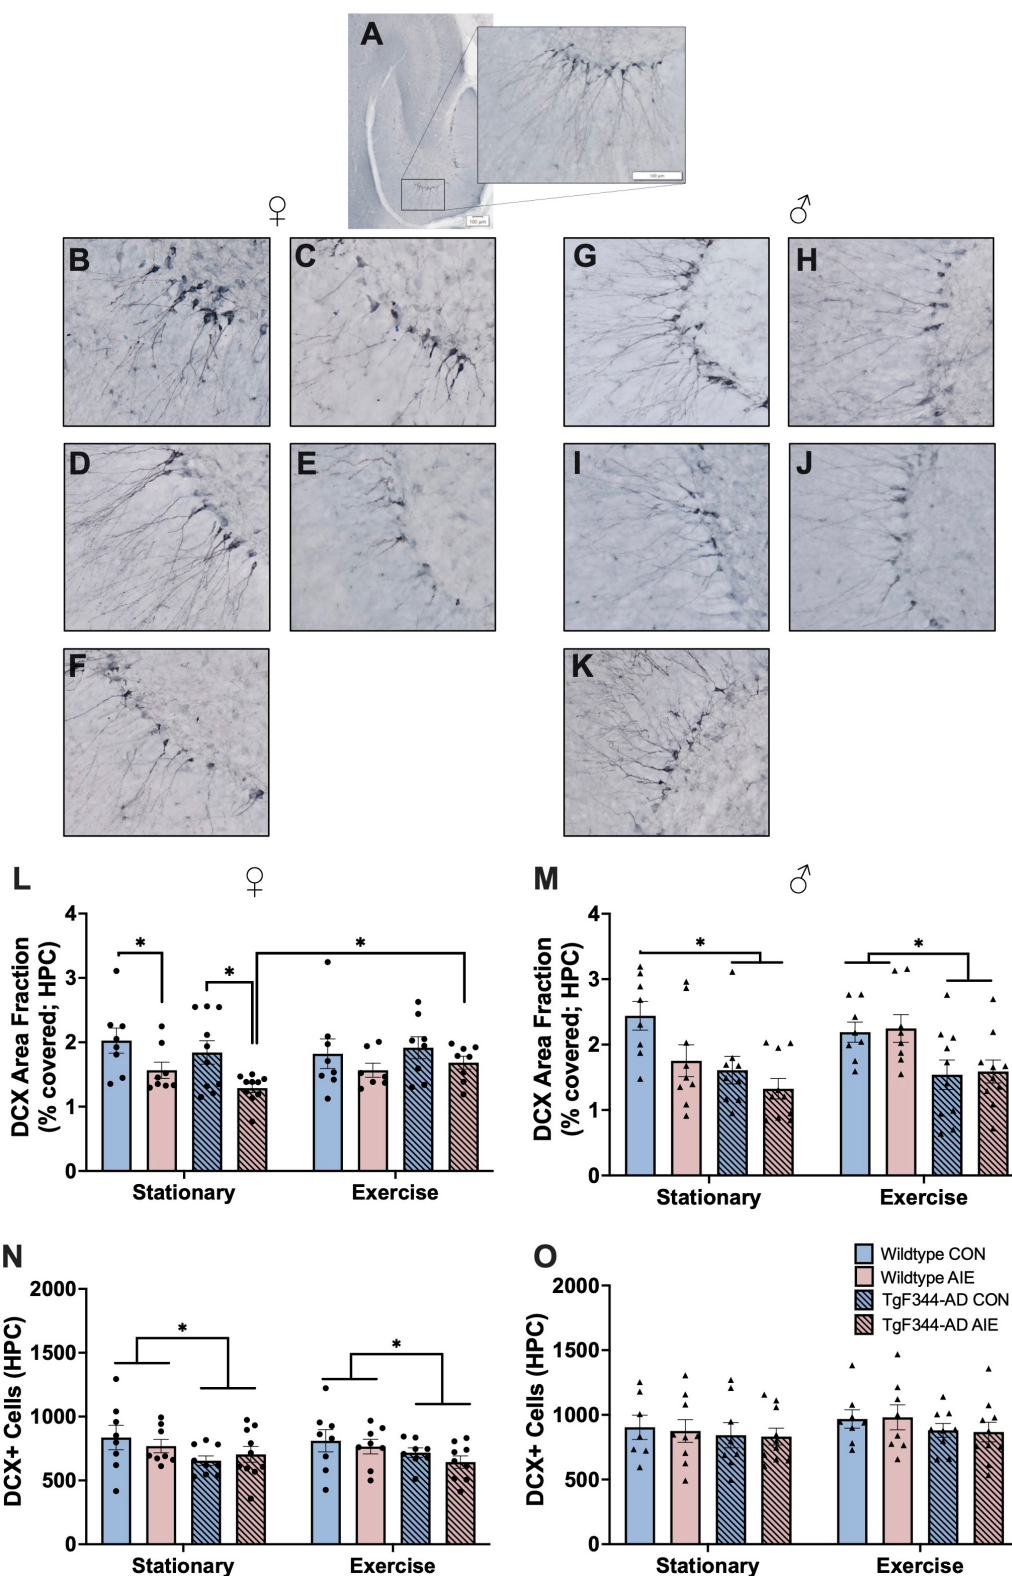 A
100 µm
100 µm
♀
♂
B
C
G
H
D
E
I
J
F
K
L
♀
M
♂
DCX Area Fraction
(% covered; HPC)
4
3
2
1
0
*
*
*
Stationary
Exercise
DCX Area Fraction
(% covered; HPC)
4
3
2
1
0
*
*
Stationary
Exercise
N
DCX+ Cells (HPC)
2000
1500
1000
500
0
*
*
Stationary
Exercise
O
Wildtype CON
Wildtype AIE
TgF344-AD CON
TgF344-AD AIE
DCX+ Cells (HPC)
2000
1500
1000
500
0
Stationary
Exercise